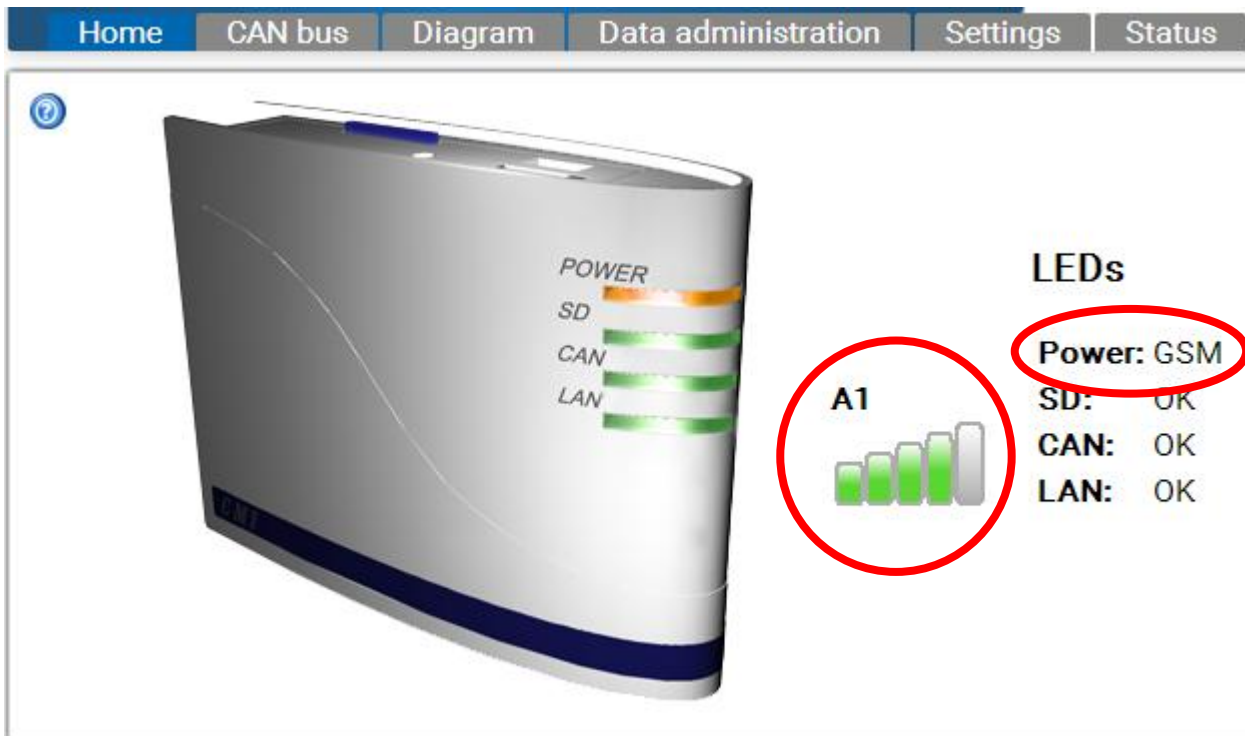 Home CAN bus Diagram Data administration Settings Status
?
POWER
SD
CAN
LAN
CMI
A1
LEDs
Power: GSM
SD: OK
CAN: OK
LAN: OK